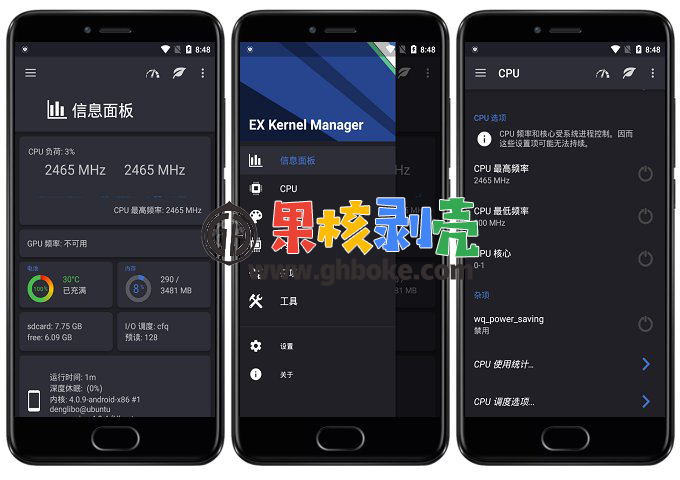 8:48
信息面板
CPU 负荷: 3%
2465 MHz 2465 MHz
CPU 最高频率: 2465 MHz
GPU 频率: 不可用
电池
100%
30°C
已充满
内存
8%
290 /
3481 MB
sdcard: 7.75 GB
free: 6.09 GB
I/O 调度: cfq
预读: 128
运行时间: 1m
深度休眠: (0%)
内核: 4.0.9-android-x86 #1
denglibo@ubuntu
8:48
EX Kernel Manager
信息面板
CPU
工具
设置
关于
果核剥壳
www.ghboke.com
8:48
CPU
CPU 选项
CPU 频率和核心受系统进程控制。因而
这些设置项可能无法持续。
CPU 最高频率
2465 MHz
CPU 最低频率
CPU 核心
0-1
杂项
wq_power_saving
禁用
CPU 使用统计...
CPU 调度选项...